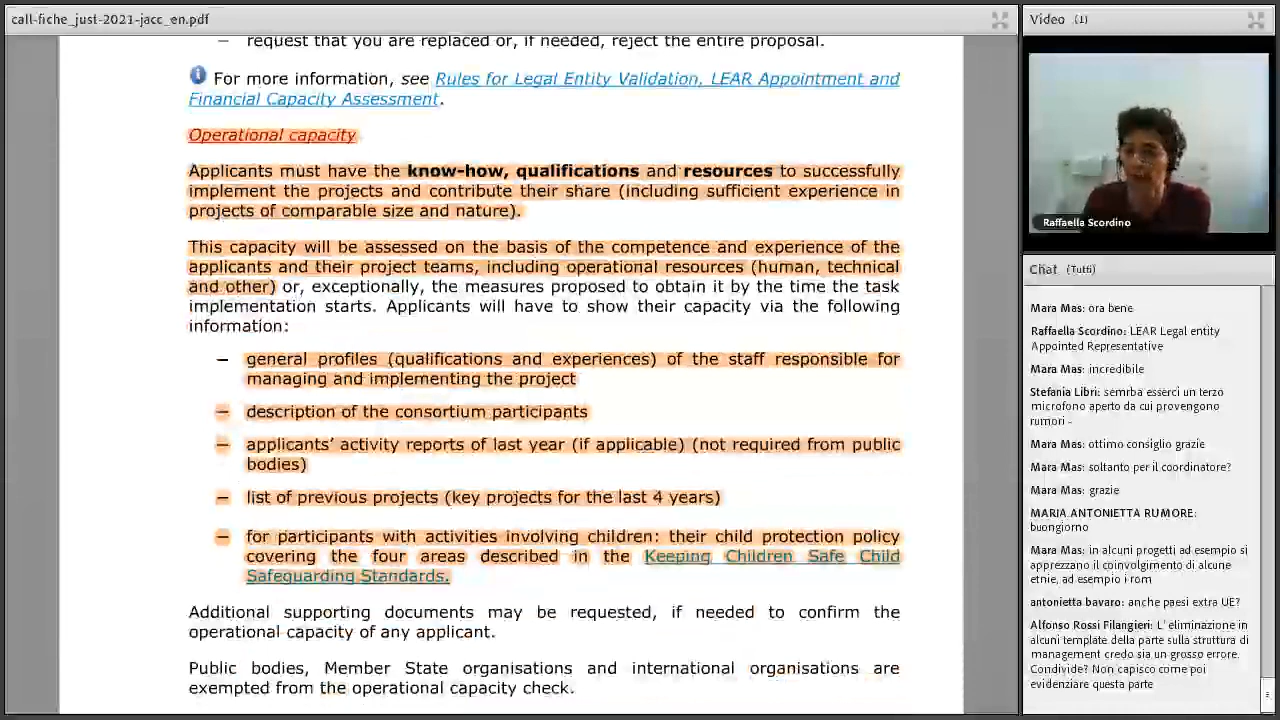 call-fiche_just-2021-jacc_en.pdf
– request that you are replaced or, if needed, reject the entire proposal.
For more information, see Rules for Legal Entity Validation, LEAR Appointment and
Financial Capacity Assessment.
Operational capacity
Applicants must have the know-how, qualifications and resources to successfully
implement the projects and contribute their share (including sufficient experience in
projects of comparable size and nature).
This capacity will be assessed on the basis of the competence and experience of the
applicants and their project teams, including operational resources (human, technical
and other) or, exceptionally, the measures proposed to obtain it by the time the task
implementation starts. Applicants will have to show their capacity via the following
information:
– general profiles (qualifications and experiences) of the staff responsible for
managing and implementing the project
– description of the consortium participants
– applicants’ activity reports of last year (if applicable) (not required from public
bodies)
– list of previous projects (key projects for the last 4 years)
– for participants with activities involving children: their child protection policy
covering the four areas described in the Keeping Children Safe Child
Safeguarding Standards.
Additional supporting documents may be requested, if needed to confirm the
operational capacity of any applicant.
Public bodies, Member State organisations and international organisations are
exempted from the operational capacity check.
Video (1)
Raffaella Scordino
Chat (Tutti)
Mara Mas: ora bene
Raffaella Scordino: LEAR Legal entity
Appointed Representative
Mara Mas: incredibile
Stefania Libri: semrba esserci un terzo
microfono aperto da cui provengono
rumori -
Mara Mas: ottimo consiglio grazie
Mara Mas: soltanto per il coordinatore?
Mara Mas: grazie
MARIA ANTONIETTA RUMORE:
buongiorno
Mara Mas: in alcuni progetti ad esempio si
apprezzano il coinvolgimento di alcune
etnie, ad esempio i rom
antonietta bavaro: anche paesi extra UE?
Alfonso Rossi Filangieri: L' eliminazione in
alcuni template della parte sulla struttura di
management credo sia un grosso errore.
Condivide? Non capisco come poi
evidenziare questa parte